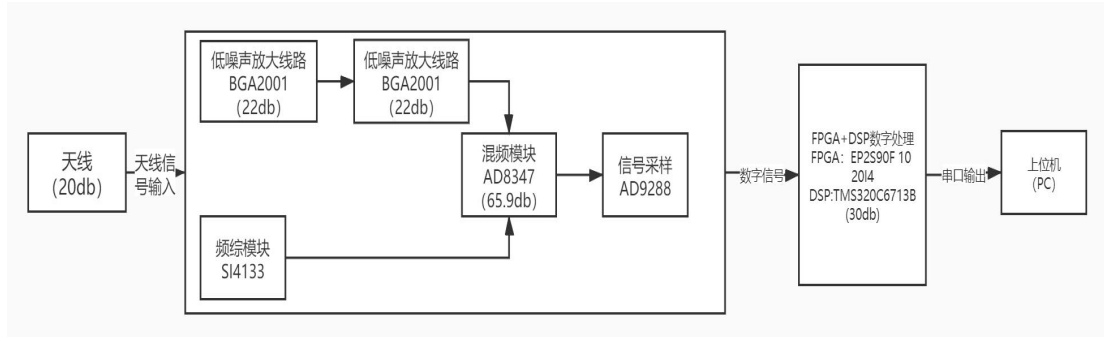 天线
(20db)
天线信
号输入
低噪声放大线路
BGA2001
(22db)
低噪声放大线路
BGA2001
(22db)
混频模块
AD8347
(65.9db)
频综模块
SI4133
信号采样
AD9288
数字信号
FPGA+DSP数字处理
FPGA：EP2S90F 10
20I4
DSP:TMS320C6713B
(30db)
串口输出
上位机
(PC)